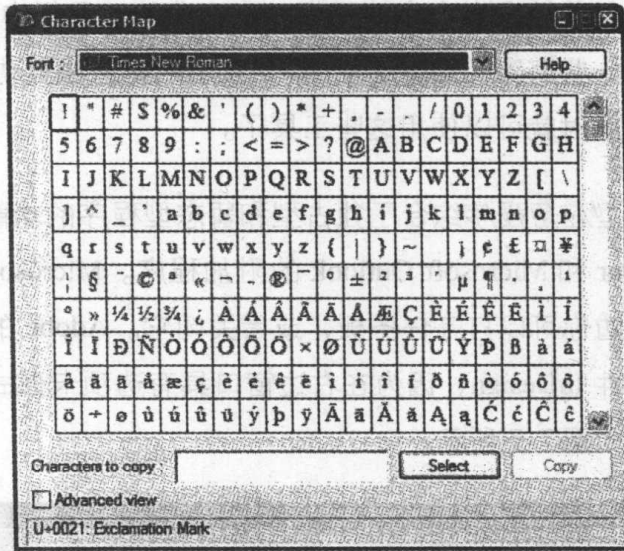 Character Map
Font : Times New Roman Help
! " # $ % & ' ( ) * + , - . / 0 1 2 3 4
5 6 7 8 9 : ; < = > ? @ A B C D E F G H
I J K L M N O P Q R S T U V W X Y Z [ \
] ^ _ ` a b c d e f g h i j k l m n o p
q r s t u v w x y z { | } ~ ¡ ¢ £ ¤ ¥
¦ § ¨ © ª « ¬ - ® ¯ ° ± ² ³ ´ µ ¶ · ¸ ¹
º » ¼ ½ ¾ ¿ À Á Â Ã Ä Å Æ Ç È É Ê Ë Ì Í
Î Ï Ð Ñ Ò Ó Ô Õ Ö × Ø Ù Ú Û Ü Ý Þ ß à á
â ã ä å æ ç è é ê ë ì í î ï ð ñ ò ó ô õ
ö ÷ ø ù ú û ü ý þ ÿ Ā ā Ă ă Ą ą Ć ć Ĉ ĉ
Characters to copy : Select Copy
Advanced view
U+0021: Exclamation Mark